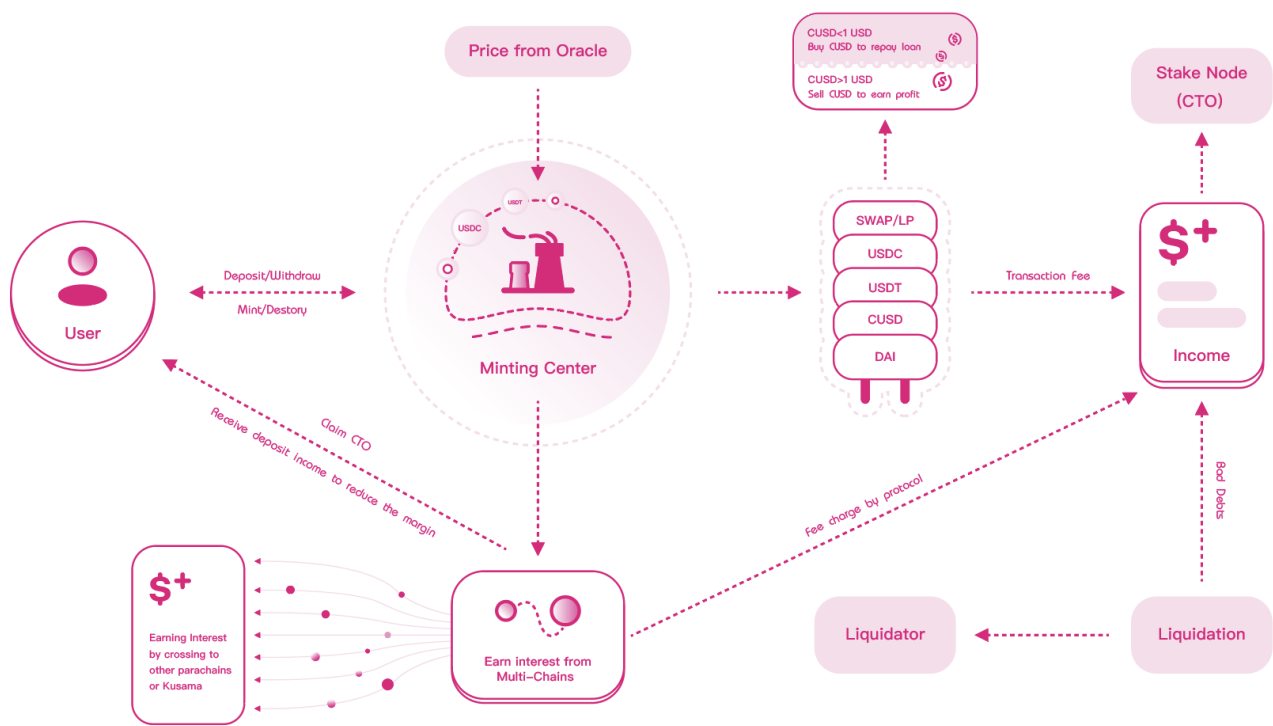 Price from Oracle
CUSD<1 USD
Buy CUSD to repay loan
CUSD>1 USD
Sell CUSD to earn profit
Stake Node
(CTO)
USDT
USDC
Minting Center
User
Deposit/Withdraw
Mint/Destory
SWAP/LP
USDC
USDT
CUSD
DAI
Transaction Fee
$+
Income
Claim CTO
Receive deposit income to reduce the margin
Fee charge by protocol
Bad Debts
$+
Earning Interest
by crossing to
other parachains
or Kusama
Earn interest from
Multi-Chains
Liquidator
Liquidation